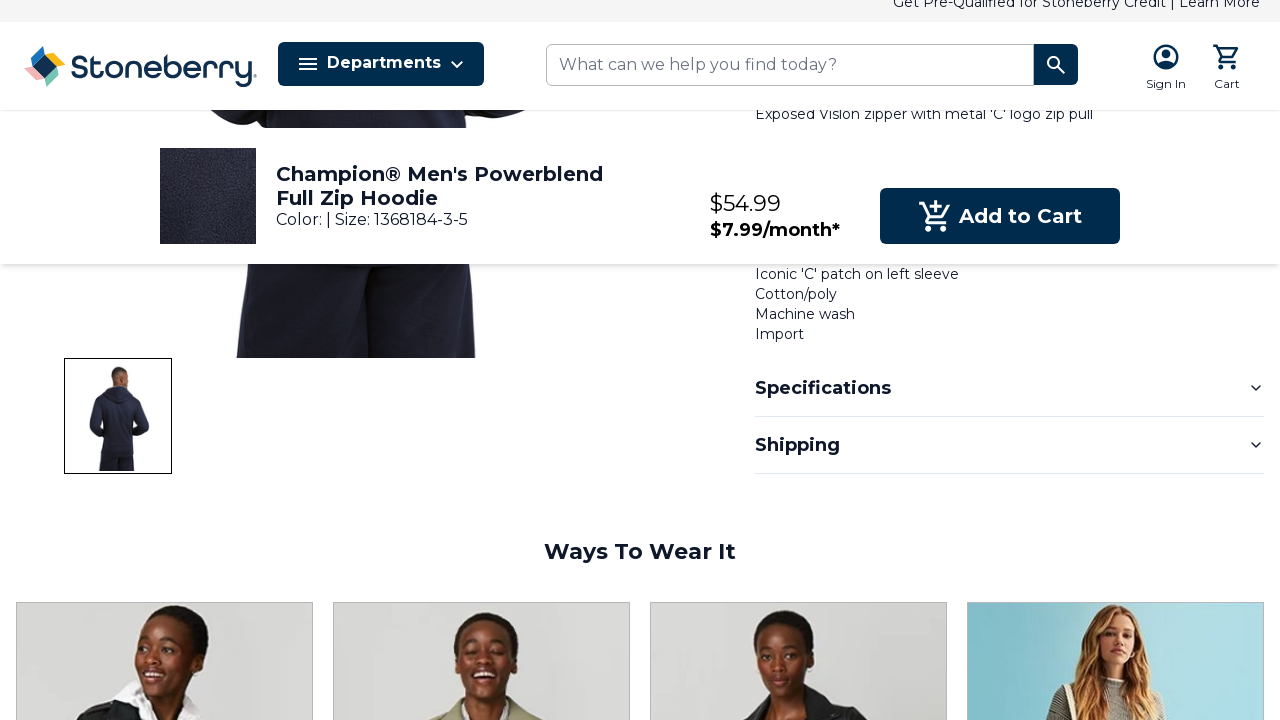 Get Pre-Qualified for Stoneberry Credit | Learn More
Stoneberry
Departments
What can we help you find today?
Sign In
Cart
Exposed Vislon zipper with metal 'C' logo zip pull
Champion® Men's Powerblend
Full Zip Hoodie
Color: | Size: 1368184-3-5
$54.99
$7.99/month*
Add to Cart
Iconic 'C' patch on left sleeve
Cotton/poly
Machine wash
Import
Specifications
Shipping
Ways To Wear It